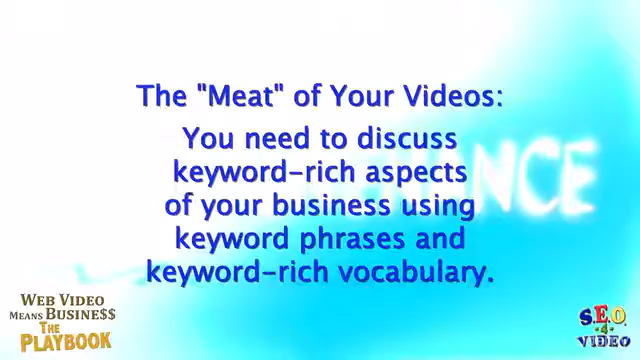 The "Meat" of Your Videos:
You need to discuss
keyword-rich aspects
of your business using
keyword phrases and
keyword-rich vocabulary.
WEB VIDEO
MEANS BUSINE$$
THE
PLAYBOOK
S.E.O.
-4-
VIDEO